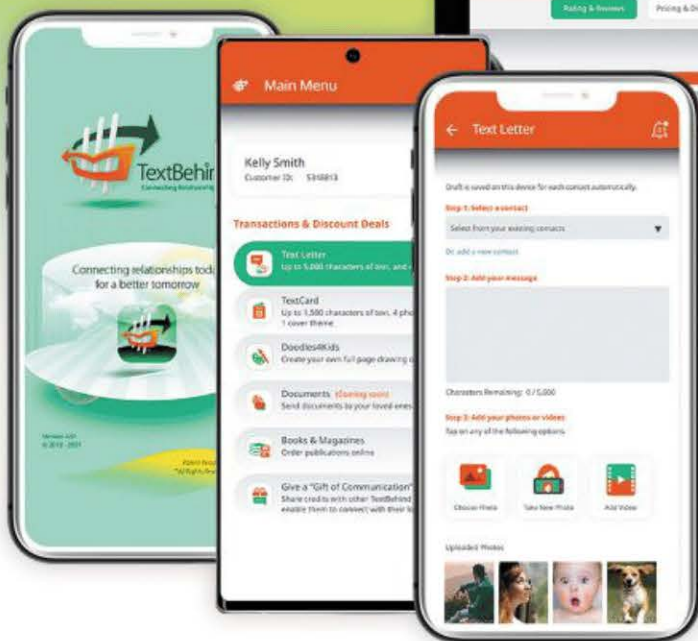 Rating & Reviews
Pricing & Di
TextBehin
Connecting Relationship
Connecting relationships toda
for a better tomorrow
Main Menu
Kelly Smith
Customer ID:
Transactions & Discount Deals
Text Letter
Up to 5,000 characters of text, and
TextCard
Up to 1,500 characters of text, 4 pho
1 cover theme
Doodles4Kids
Create your own full page drawing
Documents (Coming soon)
Send documents to your loved ones
Books & Magazines
Order publications online
Give a "Gift of Communication"
Share credits with other TextBehind
enable them to connect with their lo
Text Letter
Draft is saved on this device for each contact automatically.
Step 1: Select a contact
Select from your existing contacts
Or, add a new contact
Step 2: Add your message
Characters Remaining: 0 / 5,000
Step 3: Add your photos or videos
Tap on any of the following options.
Choose Photo
Take New Photo
Add Video
Uploaded Photos